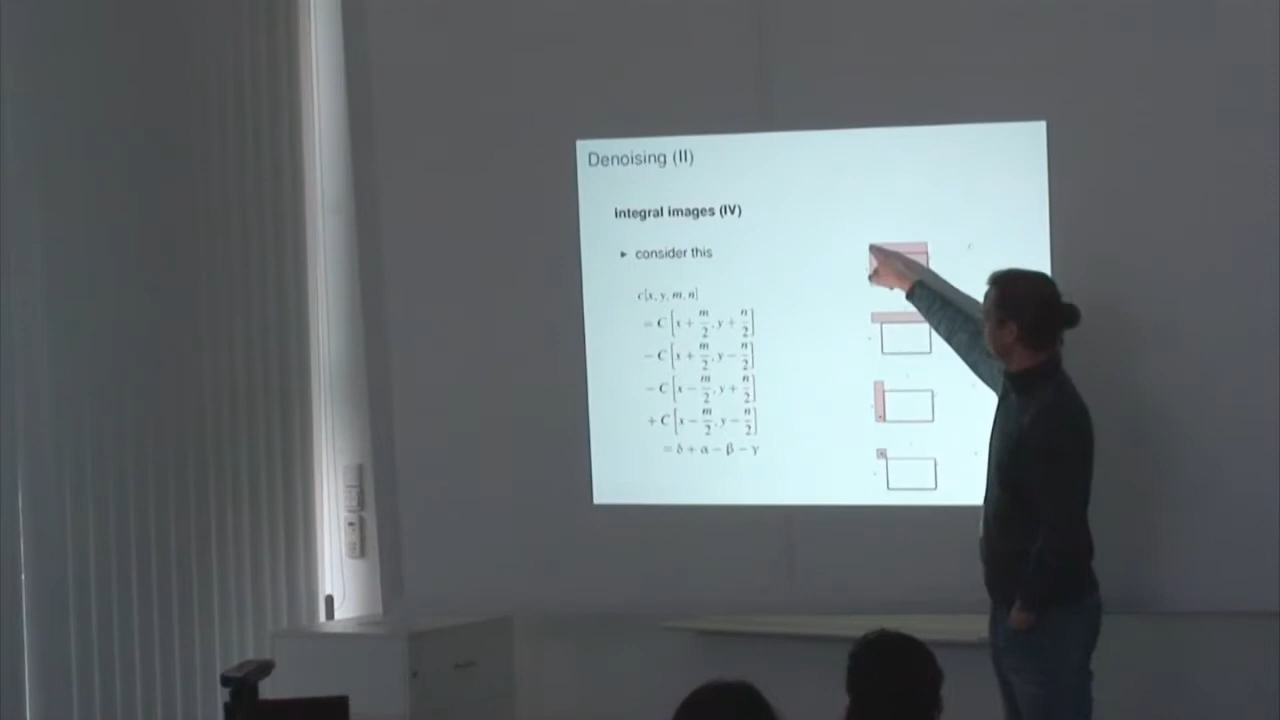 Denoising (II)
Integral images (IV)
▸ consider this
c[x, y, m, n]
= C [x + m/2, y + n/2]
− C [x + m/2, y − n/2]
− C [x − m/2, y + n/2]
+ C [x − m/2, y − n/2]
= δ + α − β − γ